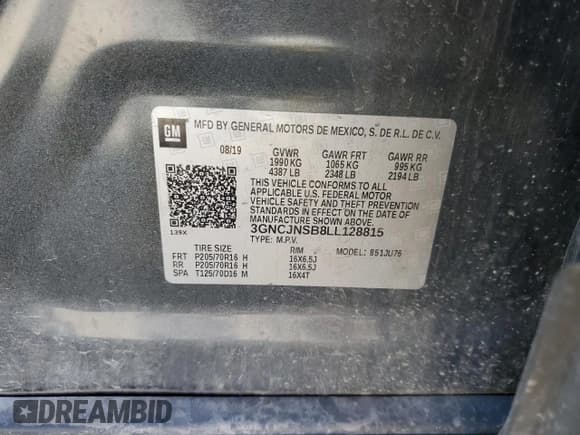 GM
MFD BY GENERAL MOTORS DE MEXICO, S. DE R.L. DE C.V.
08/19 GVWR GAWR FRT GAWR RR
1990 KG 1065 KG 995 KG
4387 LB 2348 LB 2194 LB
THIS VEHICLE CONFORMS TO ALL
APPLICABLE U.S. FEDERAL MOTOR
VEHICLE SAFETY AND THEFT PREVENTION
STANDARDS IN EFFECT ON THE DATE OF
MANUFACTURE SHOWN ABOVE.
139X 3GNCJNSB8LL128815
TYPE: M.P.V. MODEL: 851JU76
TIRE SIZE RIM
FRT P205/70R16 H 16X6.5J
RR P205/70R16 H 16X6.5J
SPA T125/70D16 M 16X4T
DREAMBID